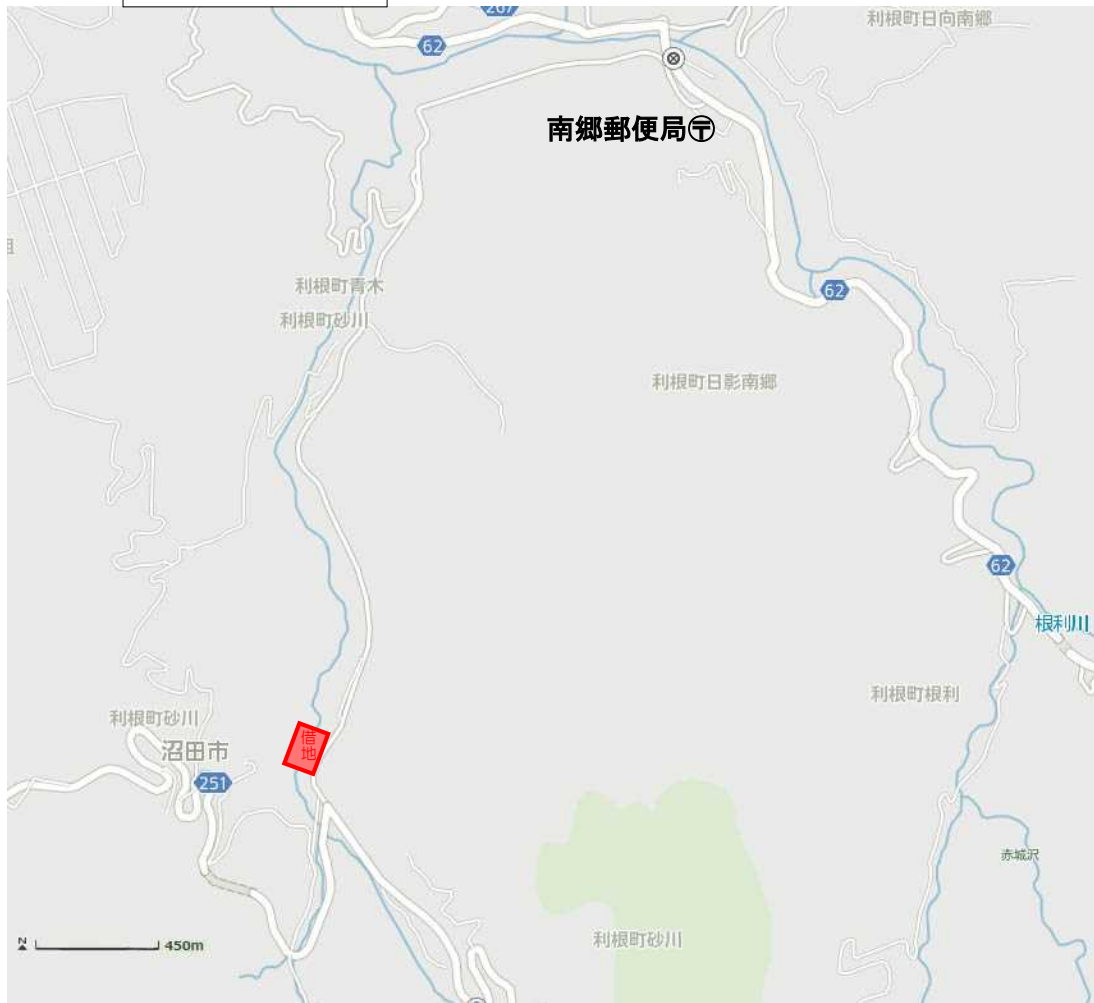 267
利根町日向南郷
62
南郷郵便局〒
利根町青木
利根町砂川
62
利根町日影南郷
62
根利川
利根町根利
利根町砂川
借地
沼田市
251
赤城沢
利根町砂川
N 450m